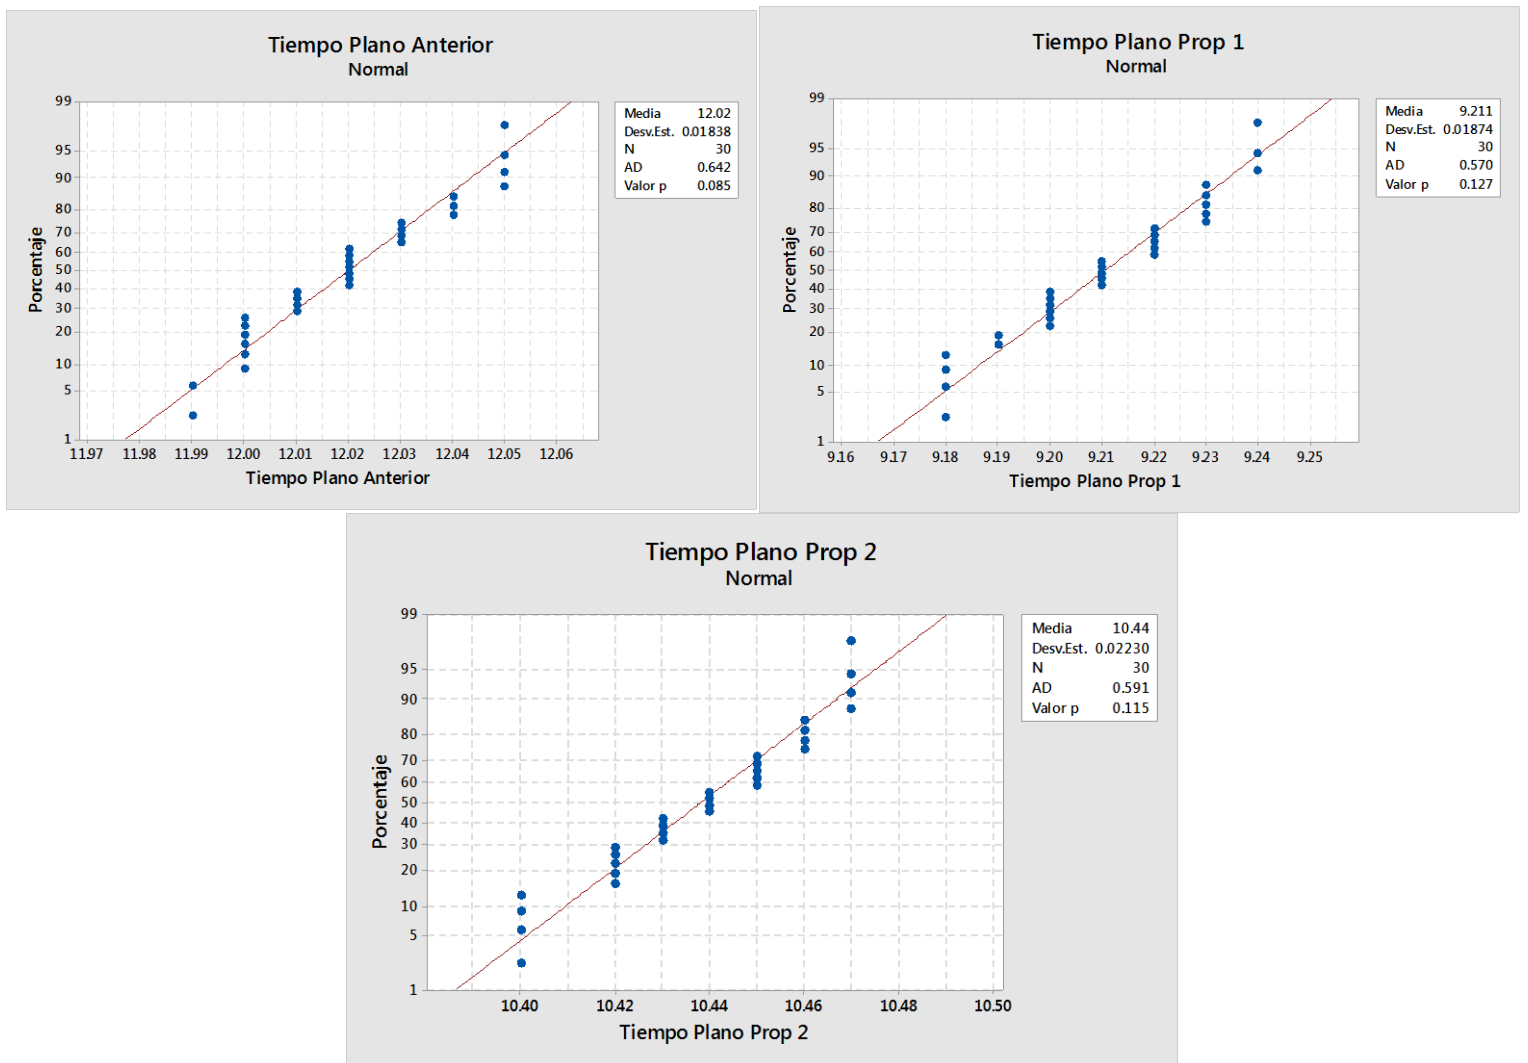 Tiempo Plano Anterior
Normal
99
95
90
80
70
60
50
40
30
20
10
5
1
Porcentaje
11.97 11.98 11.99 12.00 12.01 12.02 12.03 12.04 12.05 12.06
Tiempo Plano Anterior
Media 12.02
Desv.Est. 0.01838
N 30
AD 0.642
Valor p 0.085
Tiempo Plano Prop 1
Normal
99
95
90
80
70
60
50
40
30
20
10
5
1
Porcentaje
9.16 9.17 9.18 9.19 9.20 9.21 9.22 9.23 9.24 9.25
Tiempo Plano Prop 1
Media 9.211
Desv.Est. 0.01874
N 30
AD 0.570
Valor p 0.127
Tiempo Plano Prop 2
Normal
99
95
90
80
70
60
50
40
30
20
10
5
1
Porcentaje
10.40 10.42 10.44 10.46 10.48 10.50
Tiempo Plano Prop 2
Media 10.44
Desv.Est. 0.02230
N 30
AD 0.591
Valor p 0.115